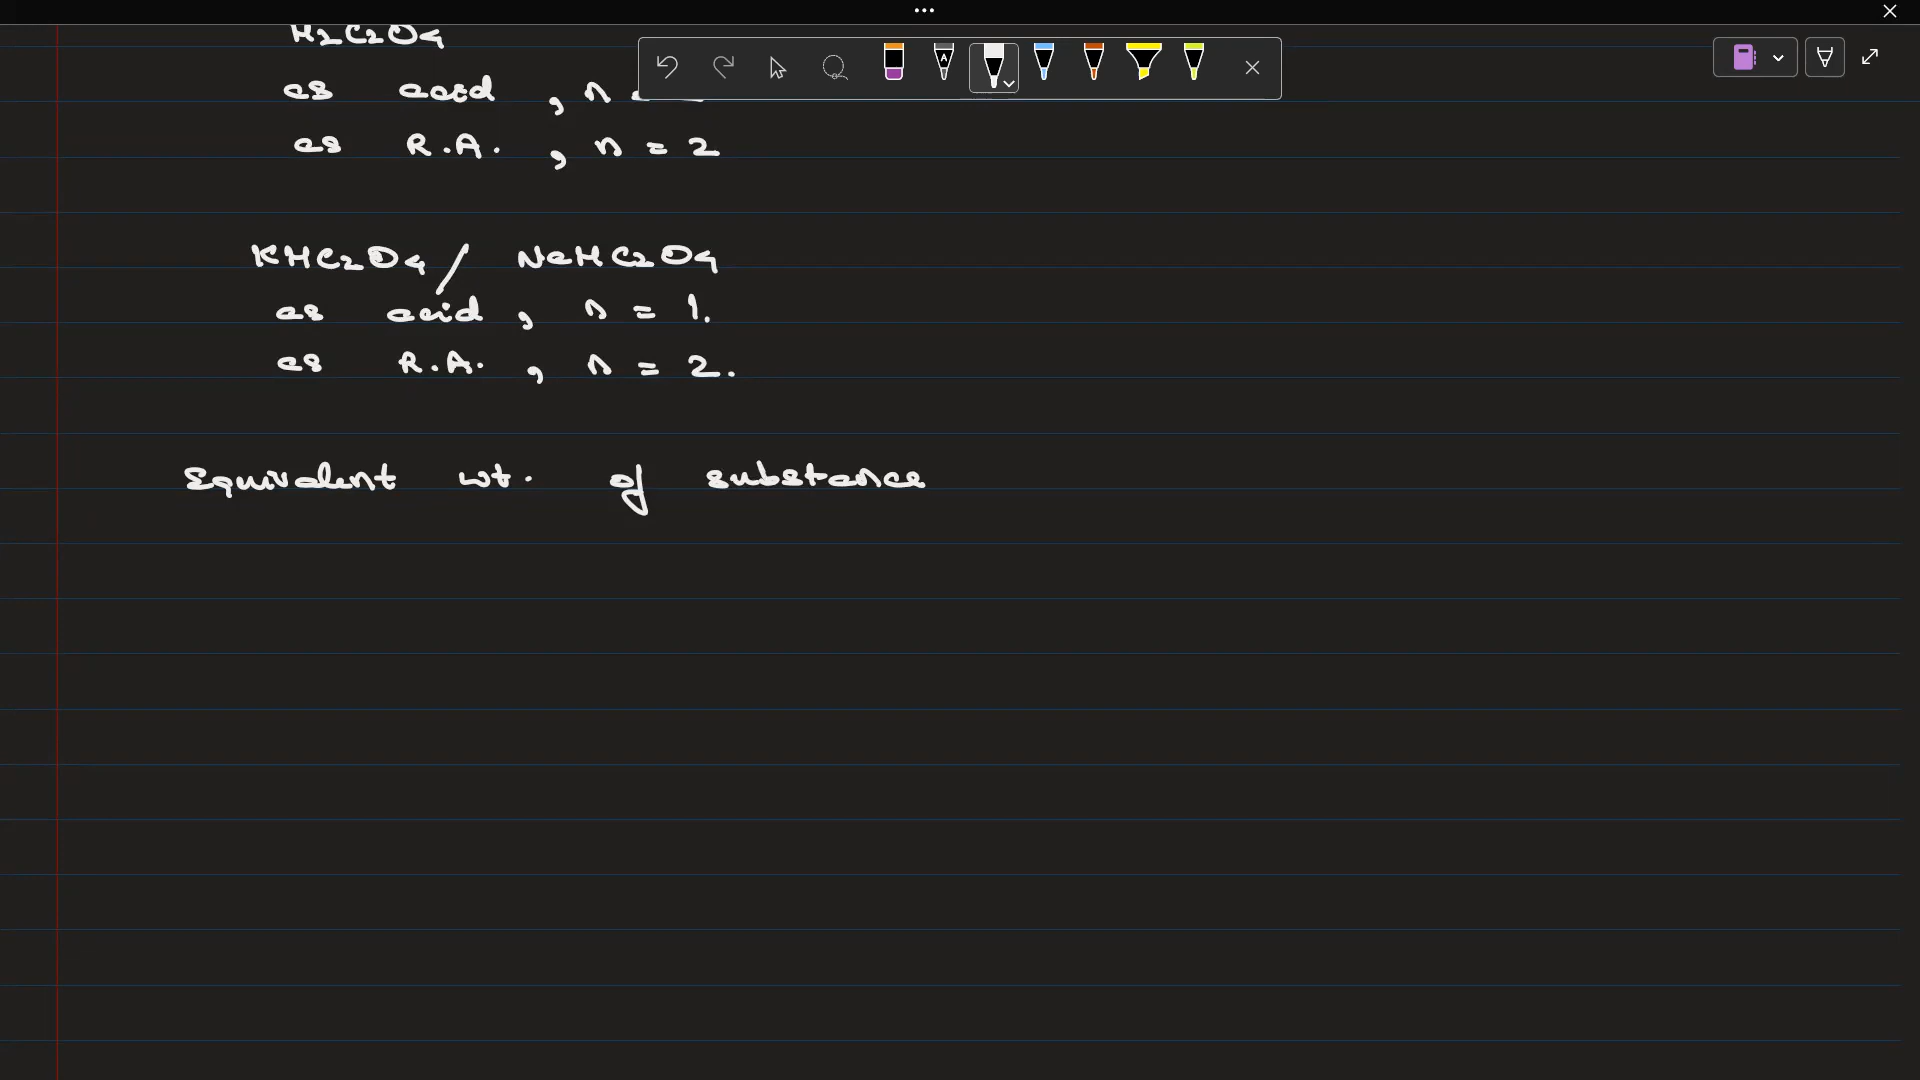 H2C2O4
as acid , n =
as R.A. , n = 2
KHC2O4 / NaHC2O4
as acid , n = 1.
as R.A. , n = 2.
Equivalent wt. of substance